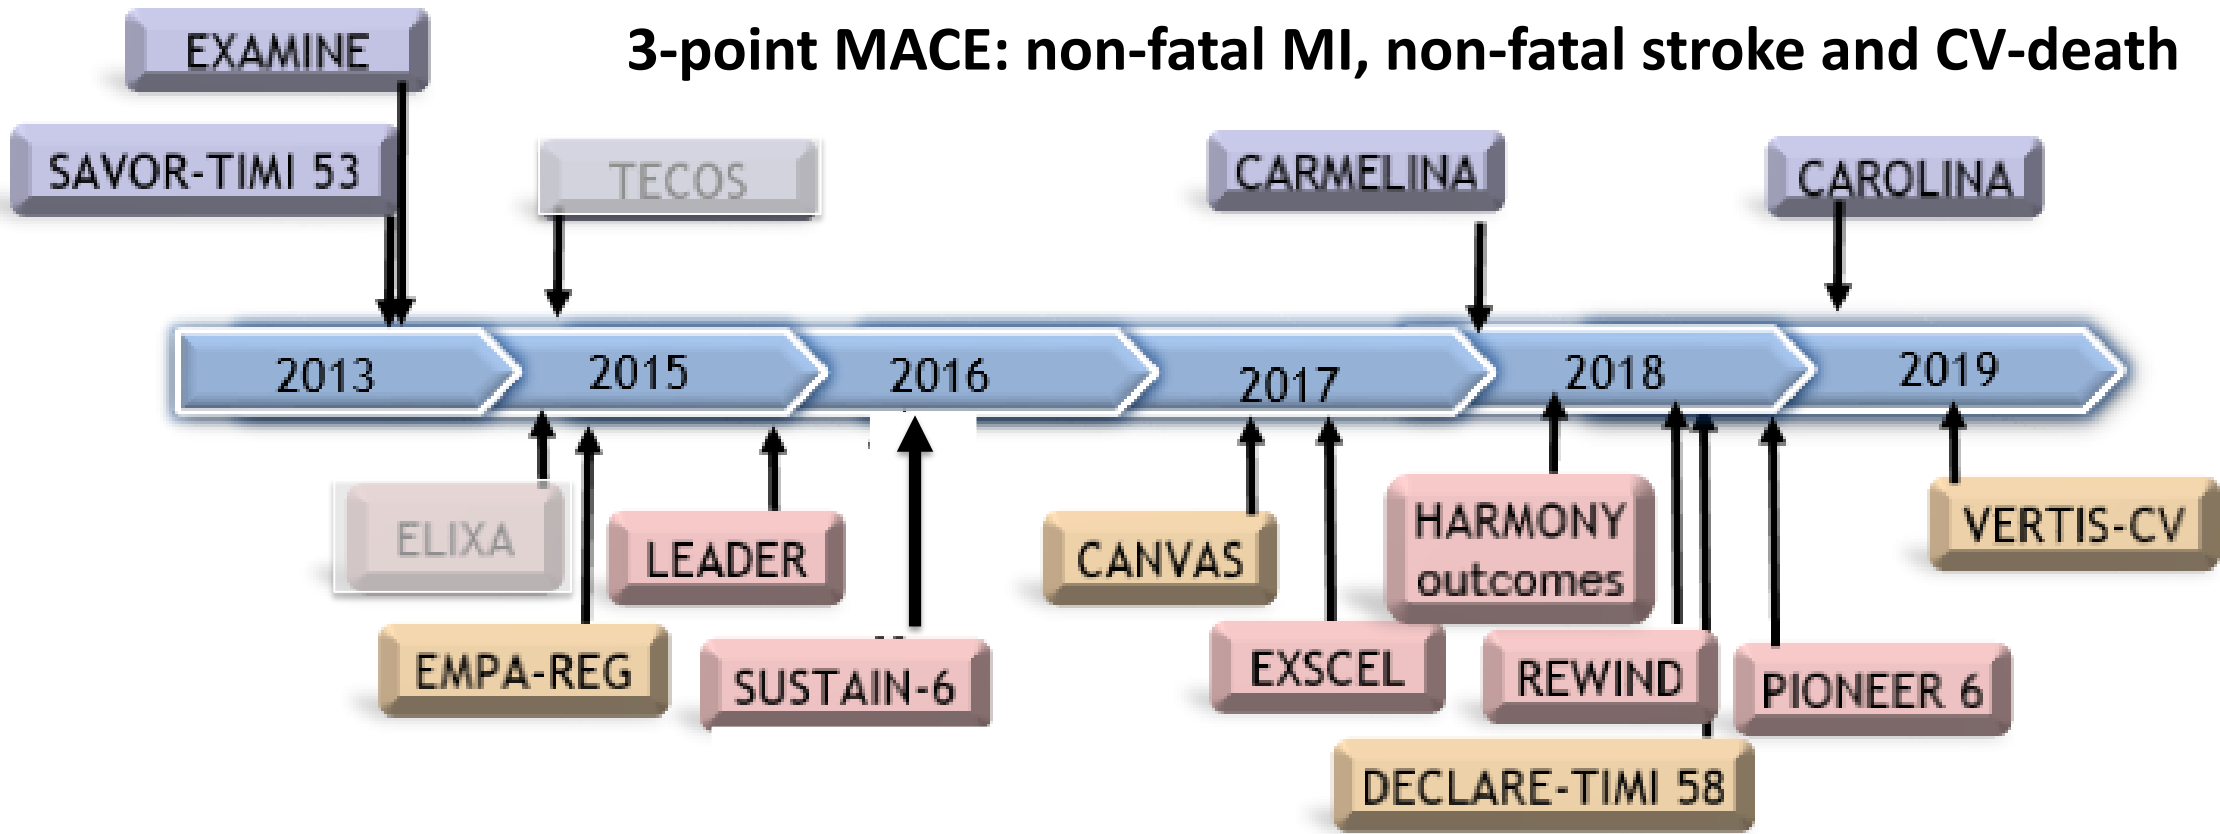 EXAMINE
3-point MACE: non-fatal MI, non-fatal stroke and CV-death
SAVOR-TIMI 53
TECOS
CARMELINA
CAROLINA
2013
2015
2016
2017
2018
2019
ELIXA
LEADER
CANVAS
HARMONY
outcomes
VERTIS-CV
EMPA-REG
SUSTAIN-6
EXSCEL
REWIND
PIONEER 6
DECLARE-TIMI 58